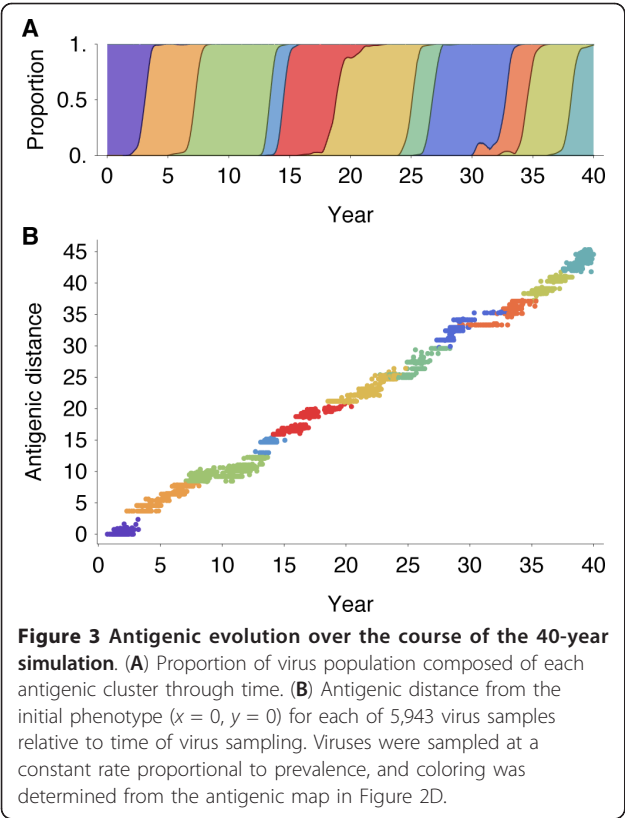 A
Proportion
1.
0.5
0.
0 5 10 15 20 25 30 35 40
Year
B
Antigenic distance
45
40
35
30
25
20
15
10
5
0
0 5 10 15 20 25 30 35 40
Year
Figure 3 Antigenic evolution over the course of the 40-year
simulation. (A) Proportion of virus population composed of each
antigenic cluster through time. (B) Antigenic distance from the
initial phenotype (x = 0, y = 0) for each of 5,943 virus samples
relative to time of virus sampling. Viruses were sampled at a
constant rate proportional to prevalence, and coloring was
determined from the antigenic map in Figure 2D.